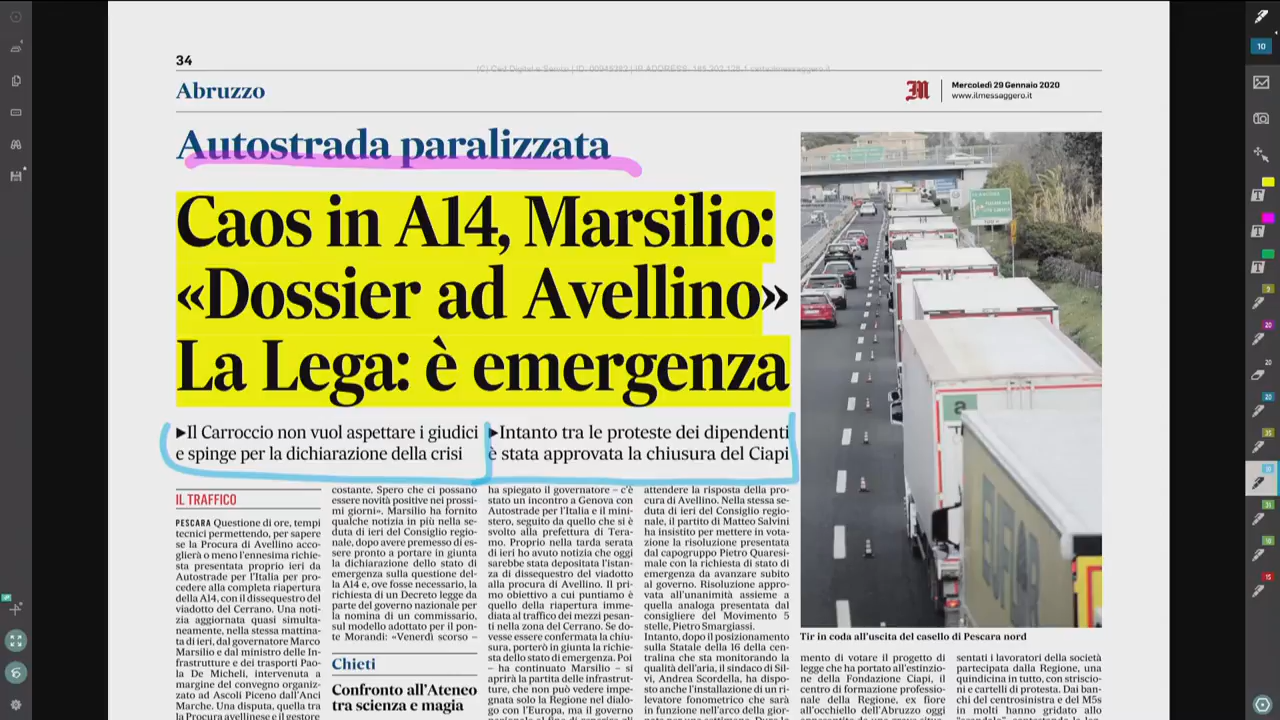 34
(C) Ced Digital e Servizi | ID: 00945382 | IP ADDRESS: 185.203.128.1 carta.ilmessaggero.it
Abruzzo
M
Mercoledì 29 Gennaio 2020
www.ilmessaggero.it
Autostrada paralizzata
Caos in A14, Marsilio:
«Dossier ad Avellino»
La Lega: è emergenza
►Il Carroccio non vuol aspettare i giudici
e spinge per la dichiarazione della crisi
►Intanto tra le proteste dei dipendenti
è stata approvata la chiusura del Ciapi
IL TRAFFICO
PESCARA Questione di ore, tempi
tecnici permettendo, per sapere
se la Procura di Avellino acco-
glierà o meno l'ennesima richie-
sta presentata proprio ieri da
Autostrade per l'Italia per pro-
cedere alla completa riapertura
della A14, con il dissequestro del
viadotto del Cerrano. Una noti-
zia aggiornata quasi simulta-
neamente, nella stessa mattina-
ta di ieri, dal governatore Marco
Marsilio e dal ministro delle In-
frastrutture e dei trasporti Pao-
la De Micheli, intervenuta a
margine del convegno organiz-
zato ad Ascoli Piceno dall'Anci
Marche. Una disputa, quella tra
la Procura avellinese e il gestore
costante. Spero che ci possano
essere novità positive nei prossi-
mi giorni». Marsilio ha fornito
qualche notizia in più nella se-
duta di ieri del Consiglio regio-
nale, dopo avere premesso di es-
sere pronto a portare in giunta
la dichiarazione dello stato di
emergenza sulla questione del-
la A14 e, ove fosse necessario, la
richiesta di un Decreto legge da
parte del governo nazionale per
la nomina di un commissario,
sul modello adottato per il pon-
te Morandi: «Venerdì scorso –
Chieti
Confronto all'Ateneo
tra scienza e magia
ha spiegato il governatore – c'è
stato un incontro a Genova con
Autostrade per l'Italia e il mini-
stero, seguito da quello che si è
svolto alla prefettura di Tera-
mo. Proprio nella tarda serata
di ieri ho avuto notizia che oggi
sarebbe stata depositata l'istan-
za di dissequestro del viadotto
alla procura di Avellino. Il pri-
mo obiettivo a cui puntiamo è
quello della riapertura imme-
diata al traffico dei mezzi pesan-
ti nella zona del Cerrano. Se do-
vesse essere confermata la chiu-
sura, porterò in giunta la richie-
sta dello stato di emergenza. Poi
– ha continuato Marsilio – si
aprirà la partita delle infrastrut-
ture, che non può vedere impe-
gnato solo la Regione nel dialo-
go con l'Europa, ma il governo
attendere la risposta della pro-
cura di Avellino. Nella stessa se-
duta di ieri del Consiglio regio-
nale, il partito di Matteo Salvini
ha insistito per mettere in vota-
zione la risoluzione presentata
dal capogruppo Pietro Quaresi-
male con la richiesta di stato di
emergenza da avanzare subito
al governo. Risoluzione appro-
vata all'unanimità assieme a
quella analoga presentata dal
consigliere del Movimento 5
stelle, Pietro Smargiassi.
Intanto, dopo il posizionamento
sulla Statale della 16 della cen-
tralina che sta monitorando la
qualità dell'aria, il sindaco di Sil-
vi, Andrea Scordella, ha dispo-
sto anche l'installazione di un ri-
levatore fonometrico che sarà
in funzione nell'arco della gior-
Tir in coda all'uscita del casello di Pescara nord
mento di votare il progetto di
legge che ha portato all'estinzio-
ne della Fondazione Ciapi, il
centro di formazione professio-
nale della Regione, ex fiore
all'occhiello dell'Abruzzo oggi
sentati i lavoratori della società
partecipata dalla Regione, una
quindicina in tutto, con striscio-
ni e cartelli di protesta. Dai ban-
chi del centrosinistra e del M5s
in molti hanno gridato allo